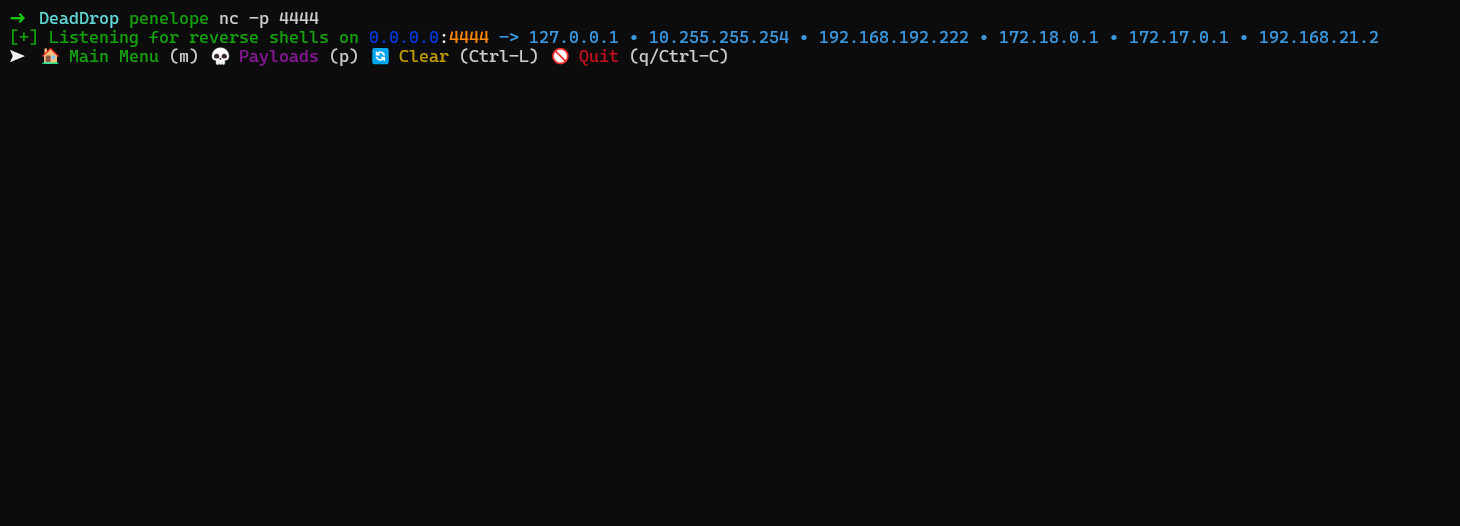 ➜ DeadDrop penelope nc -p 4444
[+] Listening for reverse shells on 0.0.0.0:4444 -> 127.0.0.1 • 10.255.255.254 • 192.168.192.222 • 172.18.0.1 • 172.17.0.1 • 192.168.21.2
➤ 🏠 Main Menu (m) 💀 Payloads (p) 🔄 Clear (Ctrl-L) 🚫 Quit (q/Ctrl-C)